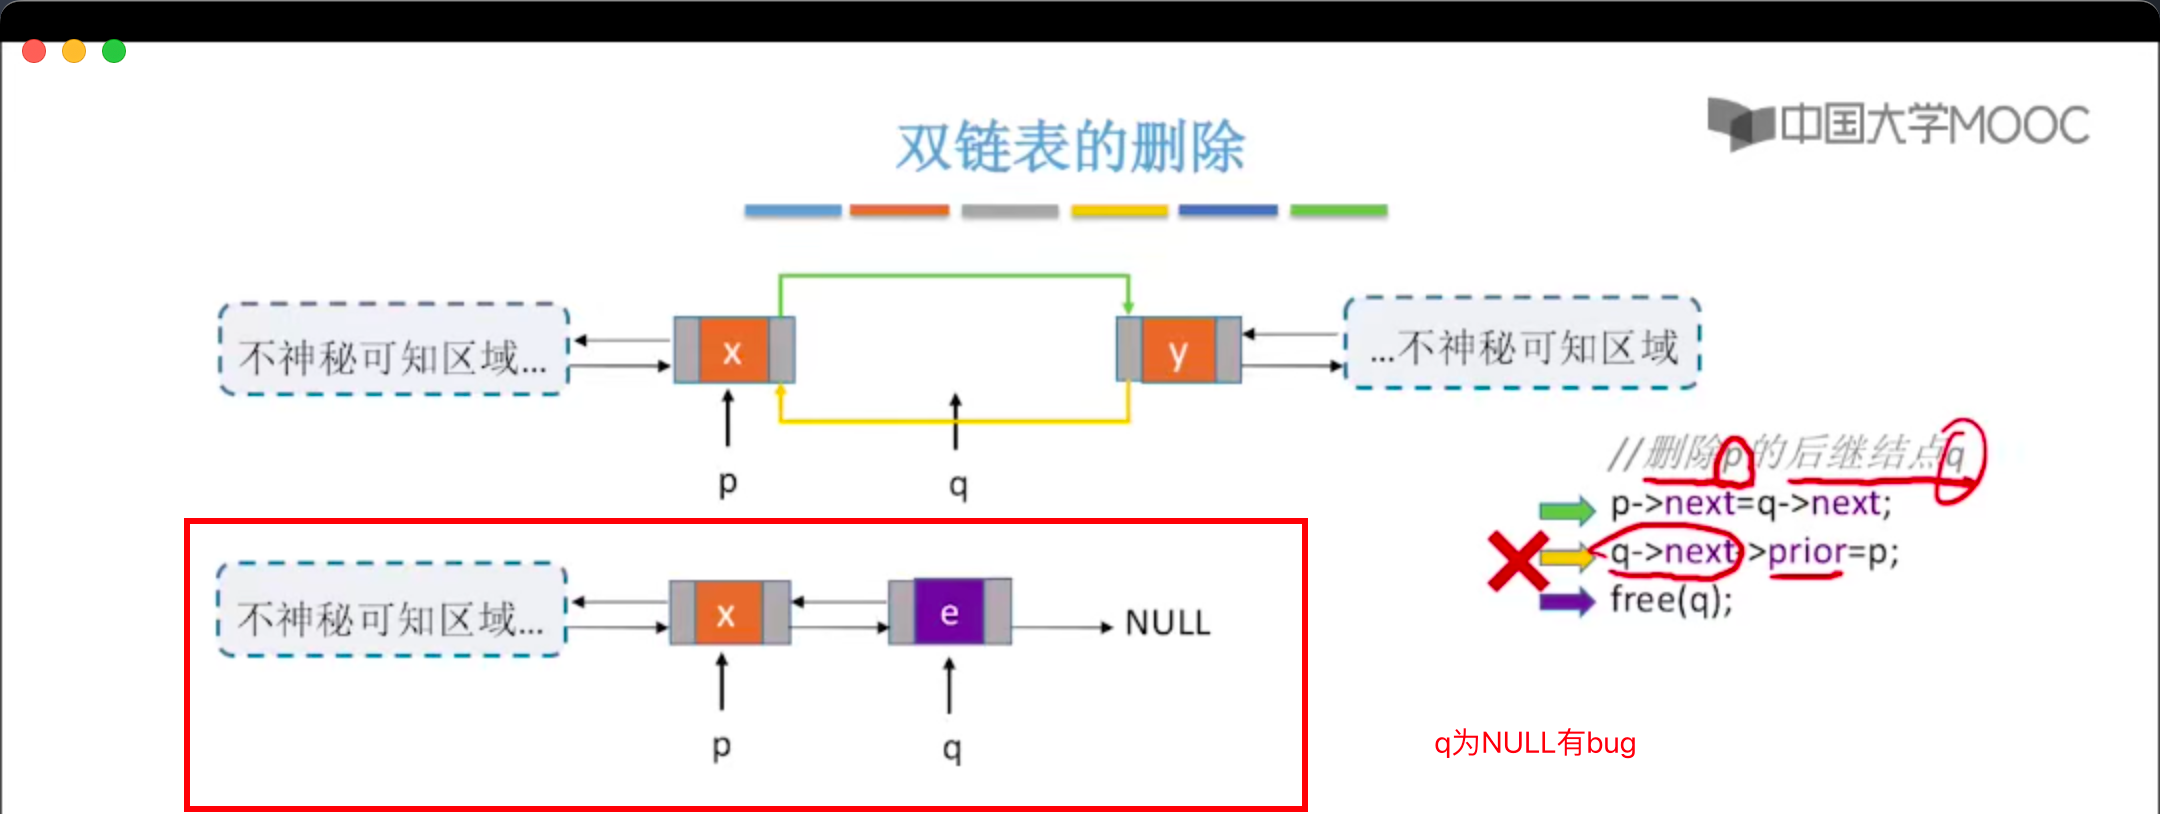 中国大学MOOC
双链表的删除
不神秘可知区域...
x
y
...不神秘可知区域
p
q
//删除p的后继结点q
p->next=q->next;
q->next->prior=p;
free(q);
不神秘可知区域...
x
e
NULL
p
q
q为NULL有bug